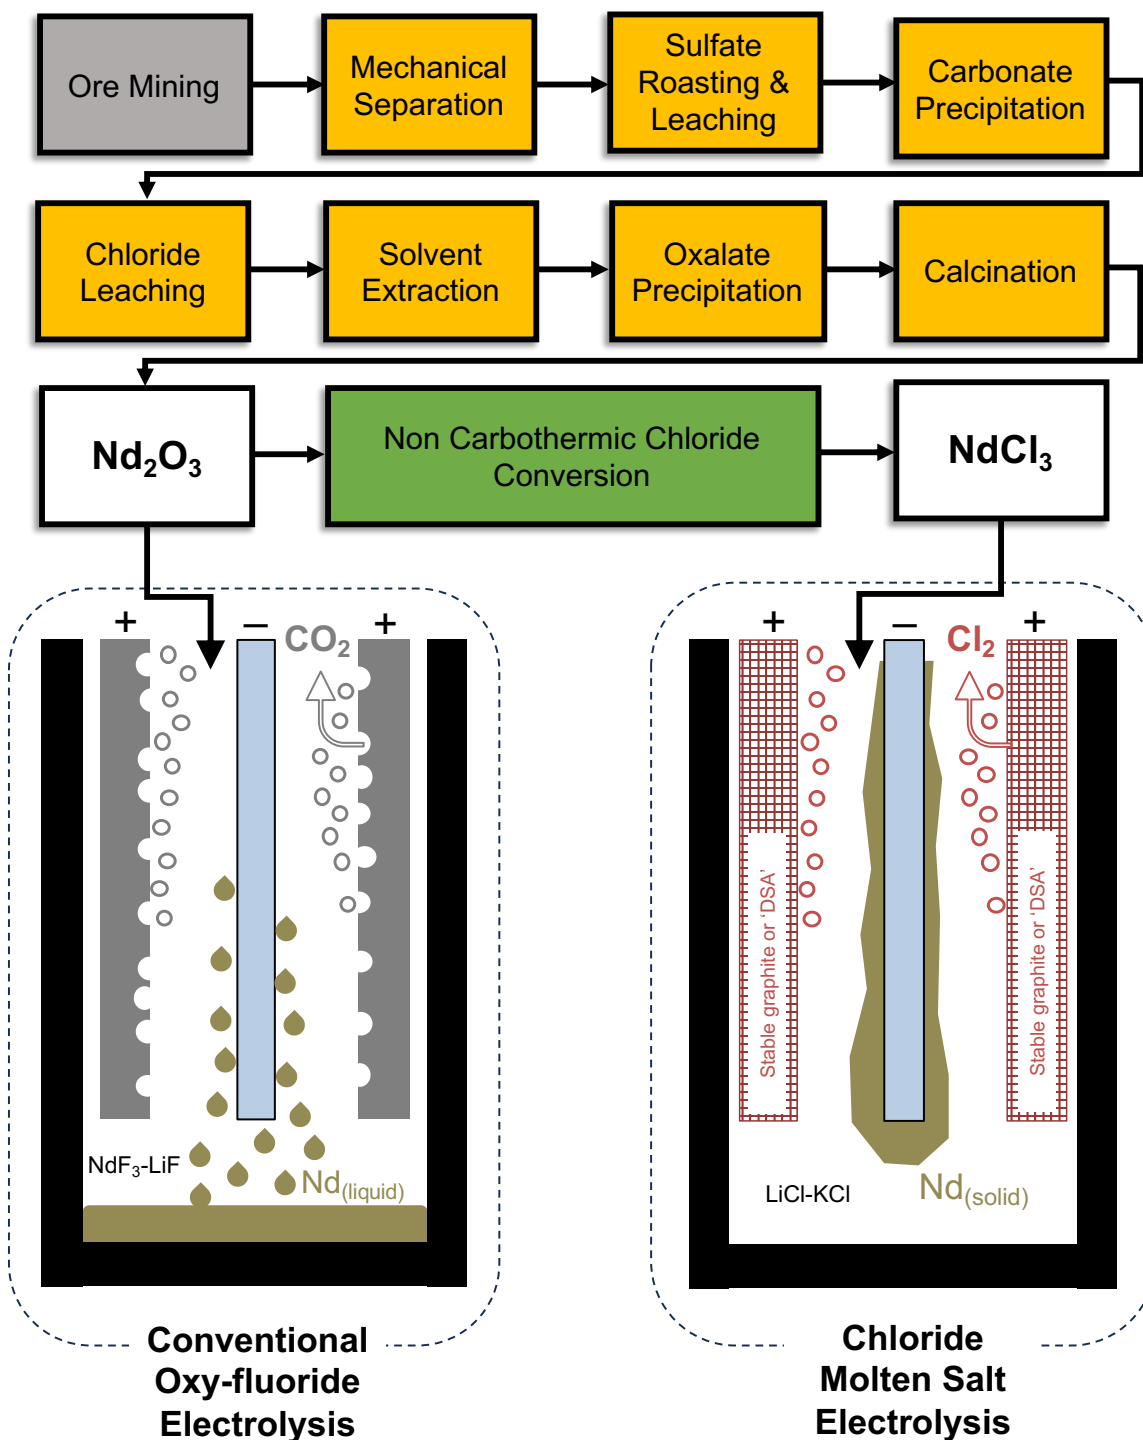 Ore Mining
Mechanical
Separation
Sulfate
Roasting &
Leaching
Carbonate
Precipitation
Chloride
Leaching
Solvent
Extraction
Oxalate
Precipitation
Calcination
Nd₂O₃
Non Carbothermic Chloride
Conversion
NdCl₃
+
−
CO₂
+
NdF₃-LiF
Nd(liquid)
Conventional
Oxy-fluoride
Electrolysis
+
−
Cl₂
+
Stable graphite or ‘DSA’
Stable graphite or ‘DSA’
LiCl-KCl
Nd(solid)
Chloride
Molten Salt
Electrolysis